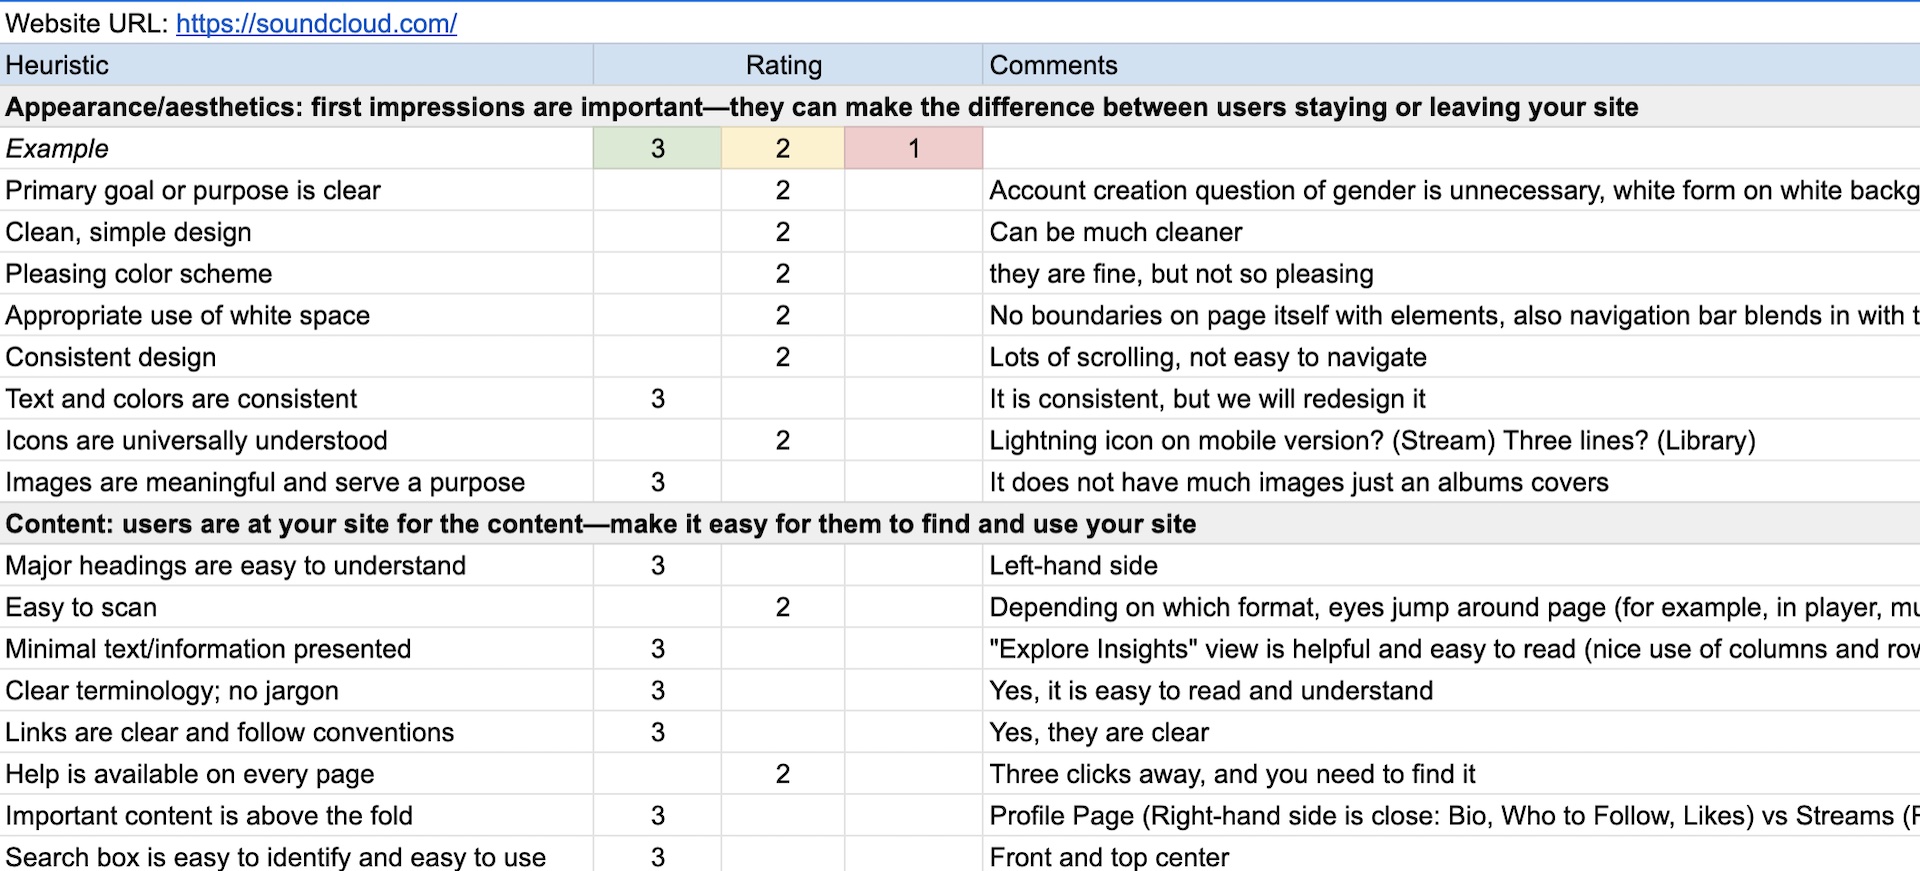 Website URL: https://soundcloud.com/
Heuristic Rating Comments
Appearance/aesthetics: first impressions are important—they can make the difference between users staying or leaving your site
Example 3 2 1
Primary goal or purpose is clear 2 Account creation question of gender is unnecessary, white form on white backg
Clean, simple design 2 Can be much cleaner
Pleasing color scheme 2 they are fine, but not so pleasing
Appropriate use of white space 2 No boundaries on page itself with elements, also navigation bar blends in with t
Consistent design 2 Lots of scrolling, not easy to navigate
Text and colors are consistent 3 It is consistent, but we will redesign it
Icons are universally understood 2 Lightning icon on mobile version? (Stream) Three lines? (Library)
Images are meaningful and serve a purpose 3 It does not have much images just an albums covers
Content: users are at your site for the content—make it easy for them to find and use your site
Major headings are easy to understand 3 Left-hand side
Easy to scan 2 Depending on which format, eyes jump around page (for example, in player, mu
Minimal text/information presented 3 "Explore Insights" view is helpful and easy to read (nice use of columns and row
Clear terminology; no jargon 3 Yes, it is easy to read and understand
Links are clear and follow conventions 3 Yes, they are clear
Help is available on every page 2 Three clicks away, and you need to find it
Important content is above the fold 3 Profile Page (Right-hand side is close: Bio, Who to Follow, Likes) vs Streams (F
Search box is easy to identify and easy to use 3 Front and top center